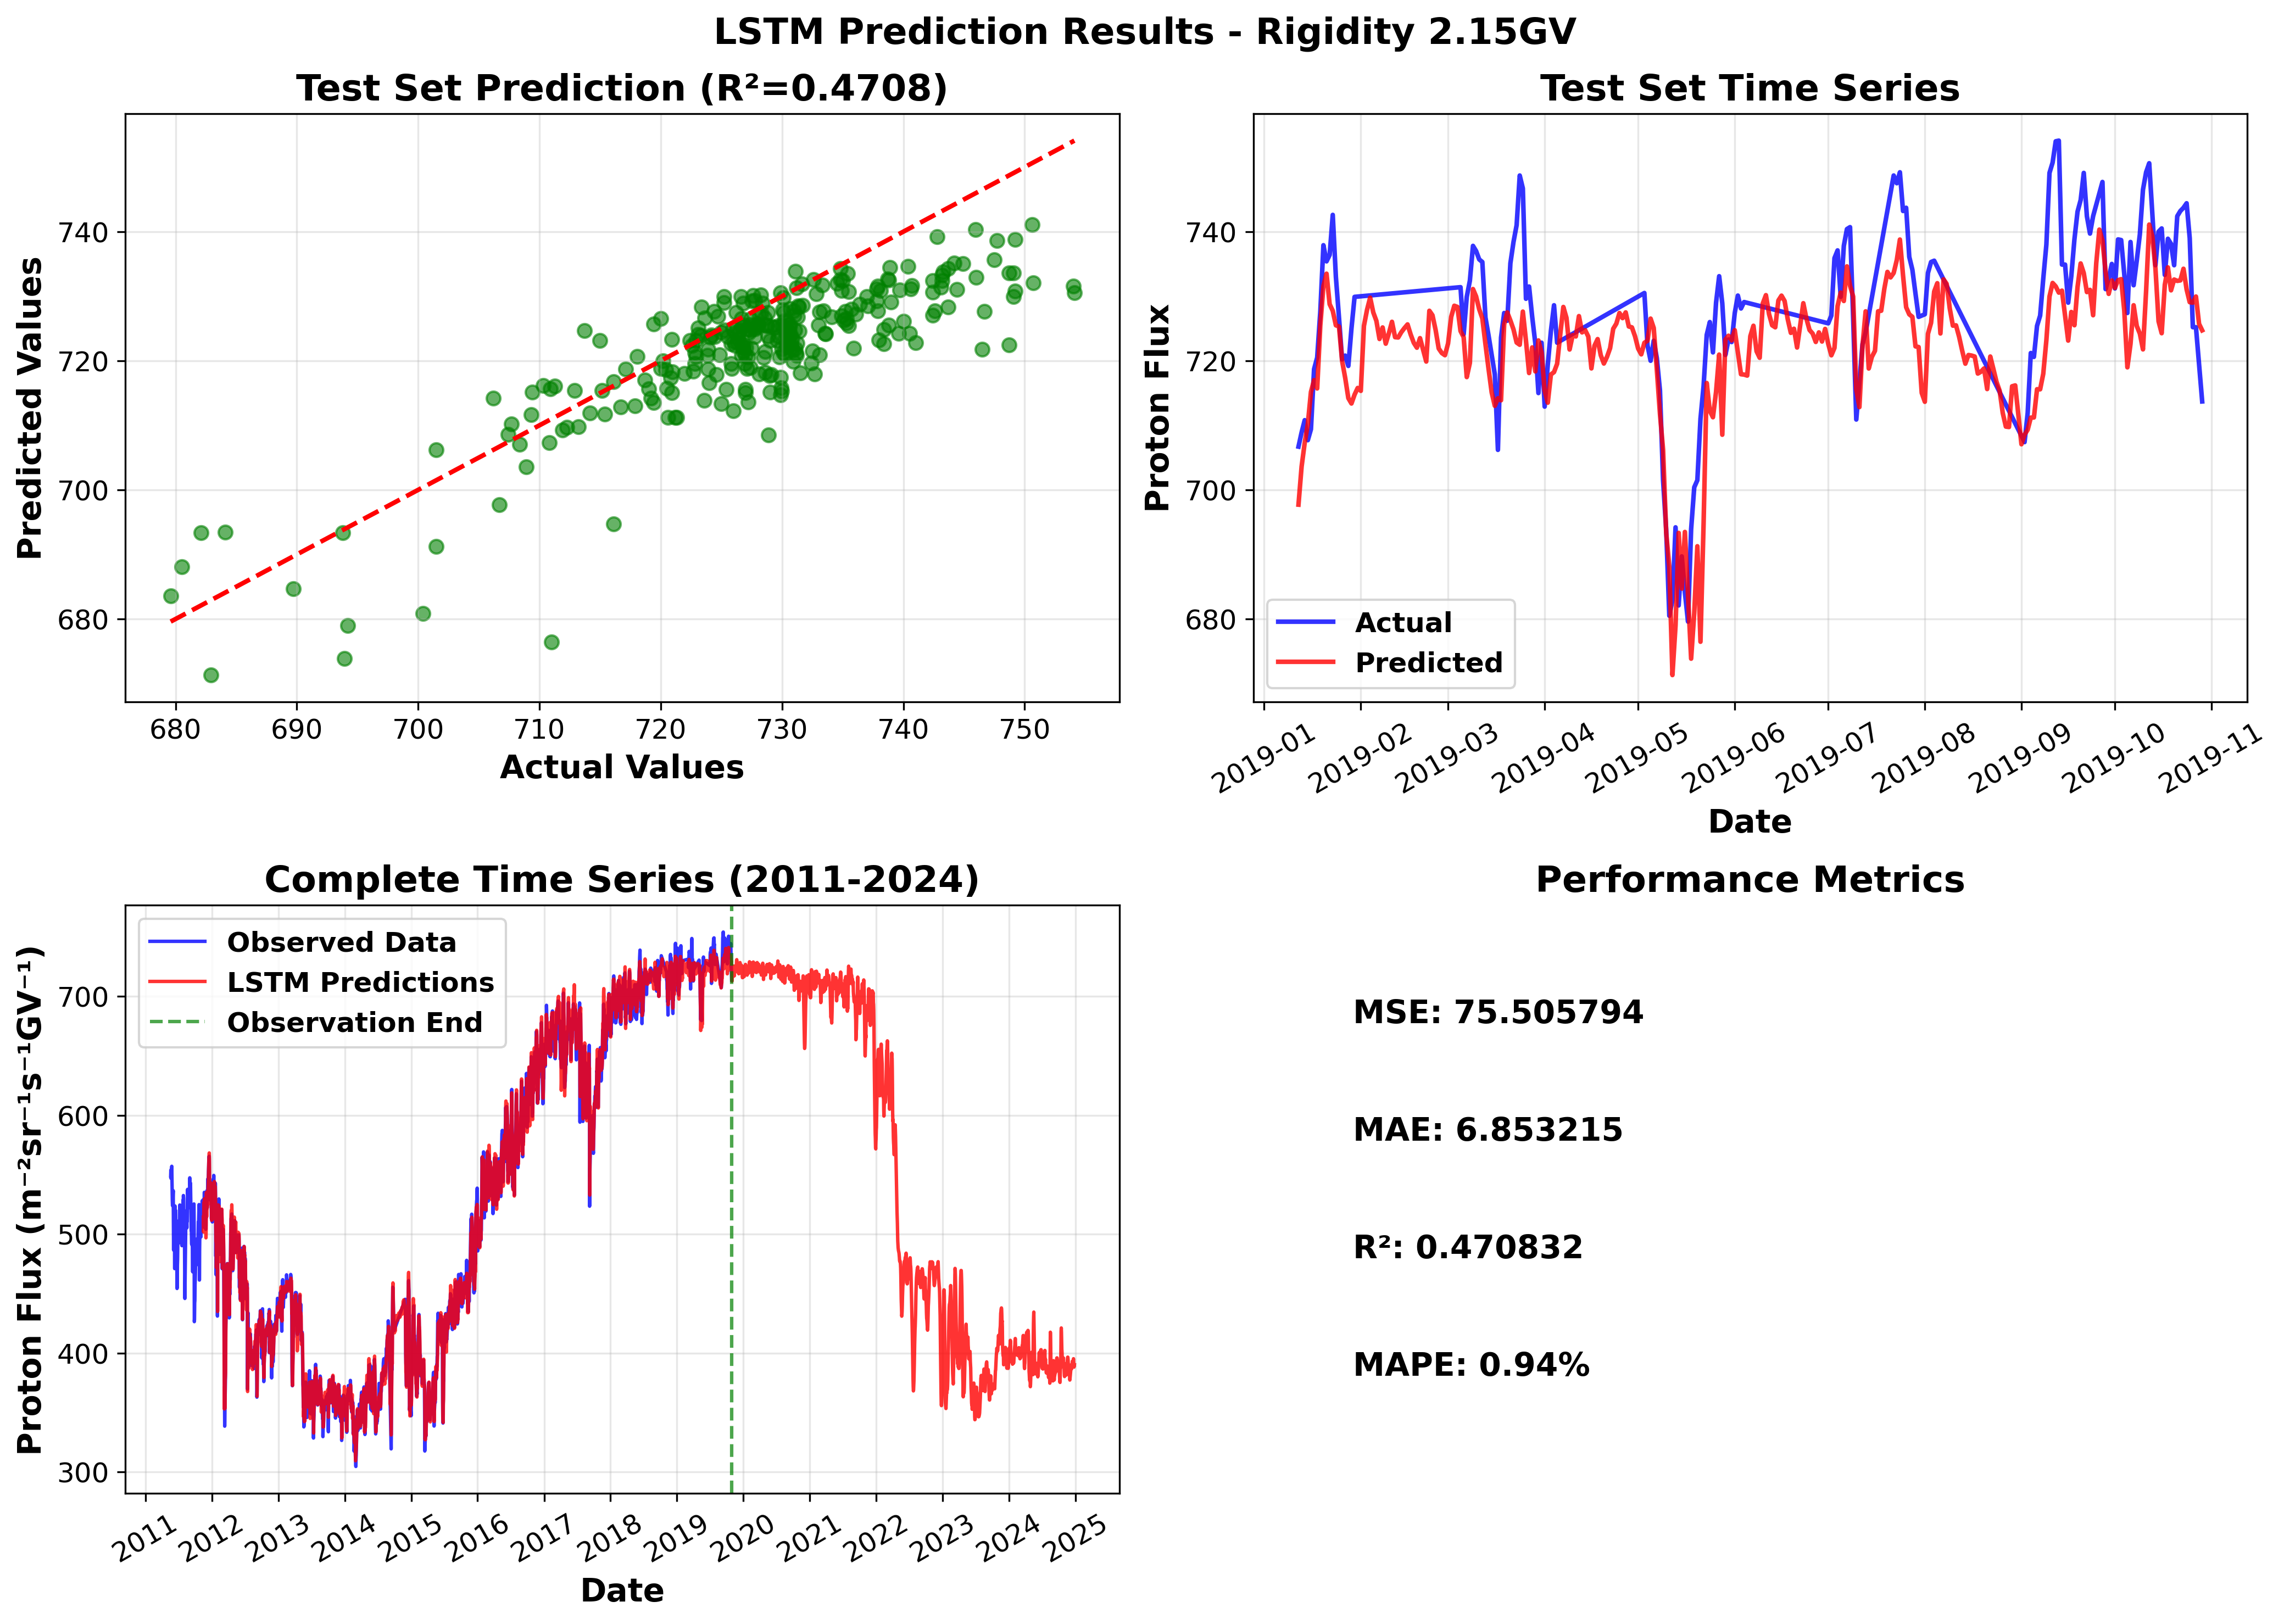 LSTM Prediction Results - Rigidity 2.15GV
Test Set Prediction (R²=0.4708)
Predicted Values
740
720
700
680
680
690
700
710
720
730
740
750
Actual Values
Test Set Time Series
Proton Flux
740
720
700
680
Actual
Predicted
2019-01
2019-02
2019-03
2019-04
2019-05
2019-06
2019-07
2019-08
2019-09
2019-10
2019-11
Date
Complete Time Series (2011-2024)
Proton Flux (m⁻²sr⁻¹s⁻¹GV⁻¹)
700
600
500
400
300
Observed Data
LSTM Predictions
Observation End
2011
2012
2013
2014
2015
2016
2017
2018
2019
2020
2021
2022
2023
2024
2025
Date
Performance Metrics
MSE: 75.505794
MAE: 6.853215
R²: 0.470832
MAPE: 0.94%